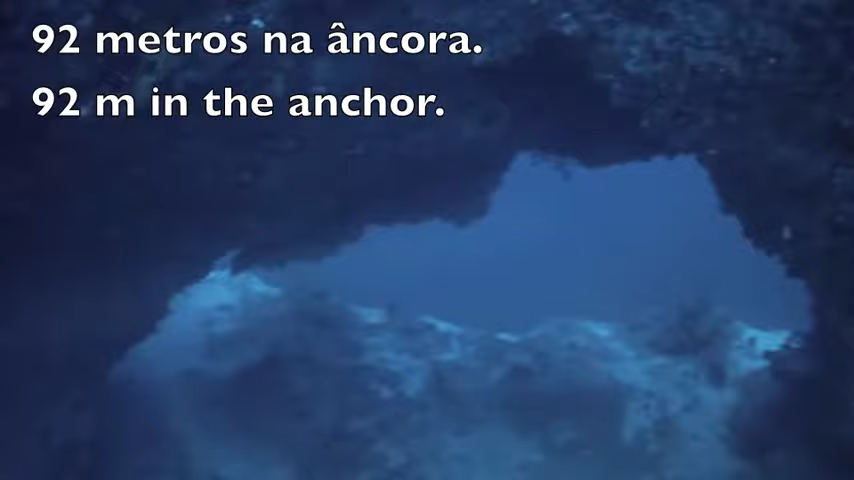 92 metros na âncora.
92 m in the anchor.